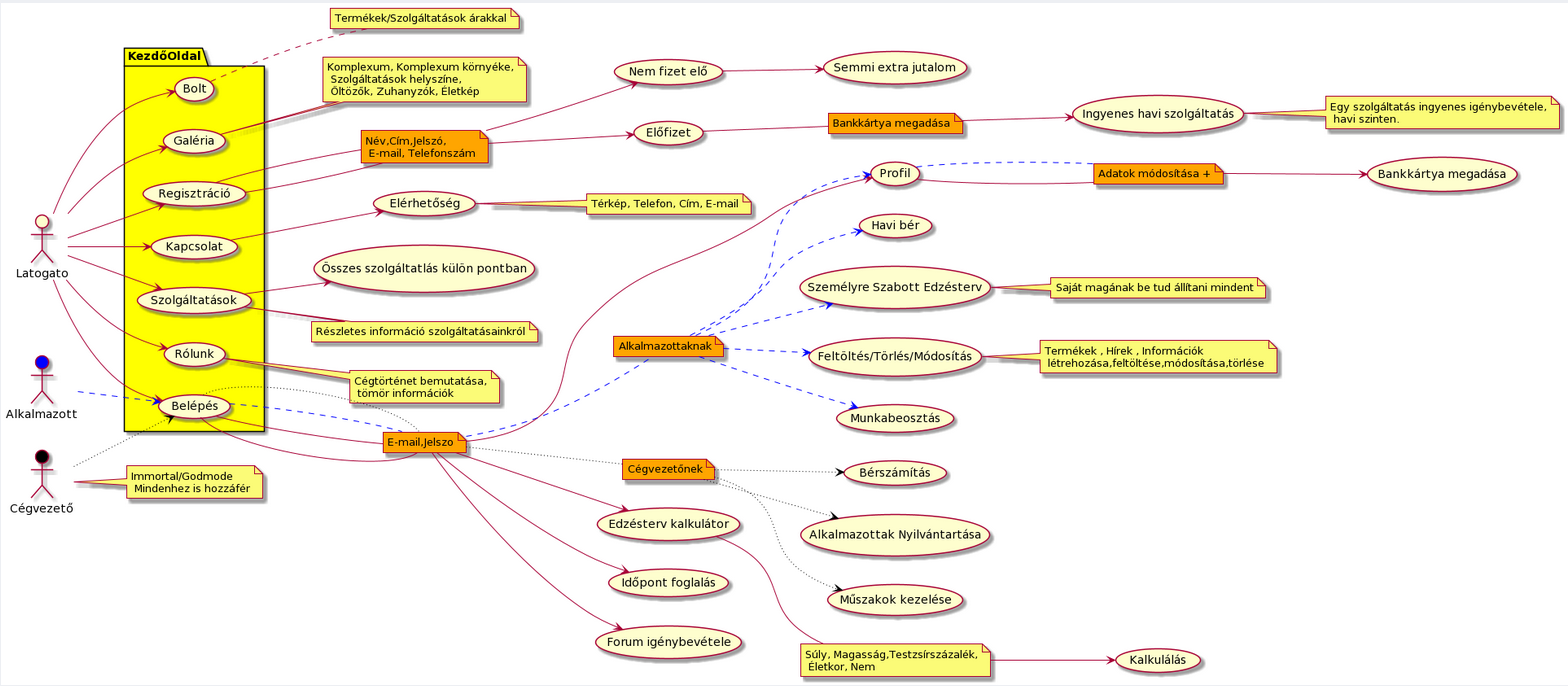 Termékek/Szolgáltatások árakkal
KezdőOldal
Bolt
Galéria
Regisztráció
Kapcsolat
Szolgáltatások
Rólunk
Belépés
Latogato
Alkalmazott
Cégvezető
Immortal/Godmode
Mindenhez is hozzáfér
Komplexum, Komplexum környéke,
Szolgáltatások helyszíne,
Öltözők, Zuhanyzók, Életkép
Név,Cím,Jelszó,
E-mail, Telefonszám
Elérhetőség
Összes szolgáltatlás külön pontban
Részletes információ szolgáltatásainkról
Cégtörténet bemutatása,
tömör információk
E-mail,Jelszo
Nem fizet elő
Semmi extra jutalom
Előfizet
Bankkártya megadása
Ingyenes havi szolgáltatás
Egy szolgáltatás ingyenes igénybevétele,
havi szinten.
Térkép, Telefon, Cím, E-mail
Profil
Adatok módosítása +
Bankkártya megadása
Havi bér
Személyre Szabott Edzésterv
Saját magának be tud állítani mindent
Alkalmazottaknak
Feltöltés/Törlés/Módosítás
Termékek , Hírek , Információk
létrehozása,feltöltése,módosítása,törlése
Munkabeosztás
Cégvezetőnek
Bérszámítás
Alkalmazottak Nyilvántartása
Műszakok kezelése
Edzésterv kalkulátor
Időpont foglalás
Forum igénybevétele
Súly, Magasság,Testzsírszázalék,
Életkor, Nem
Kalkulálás